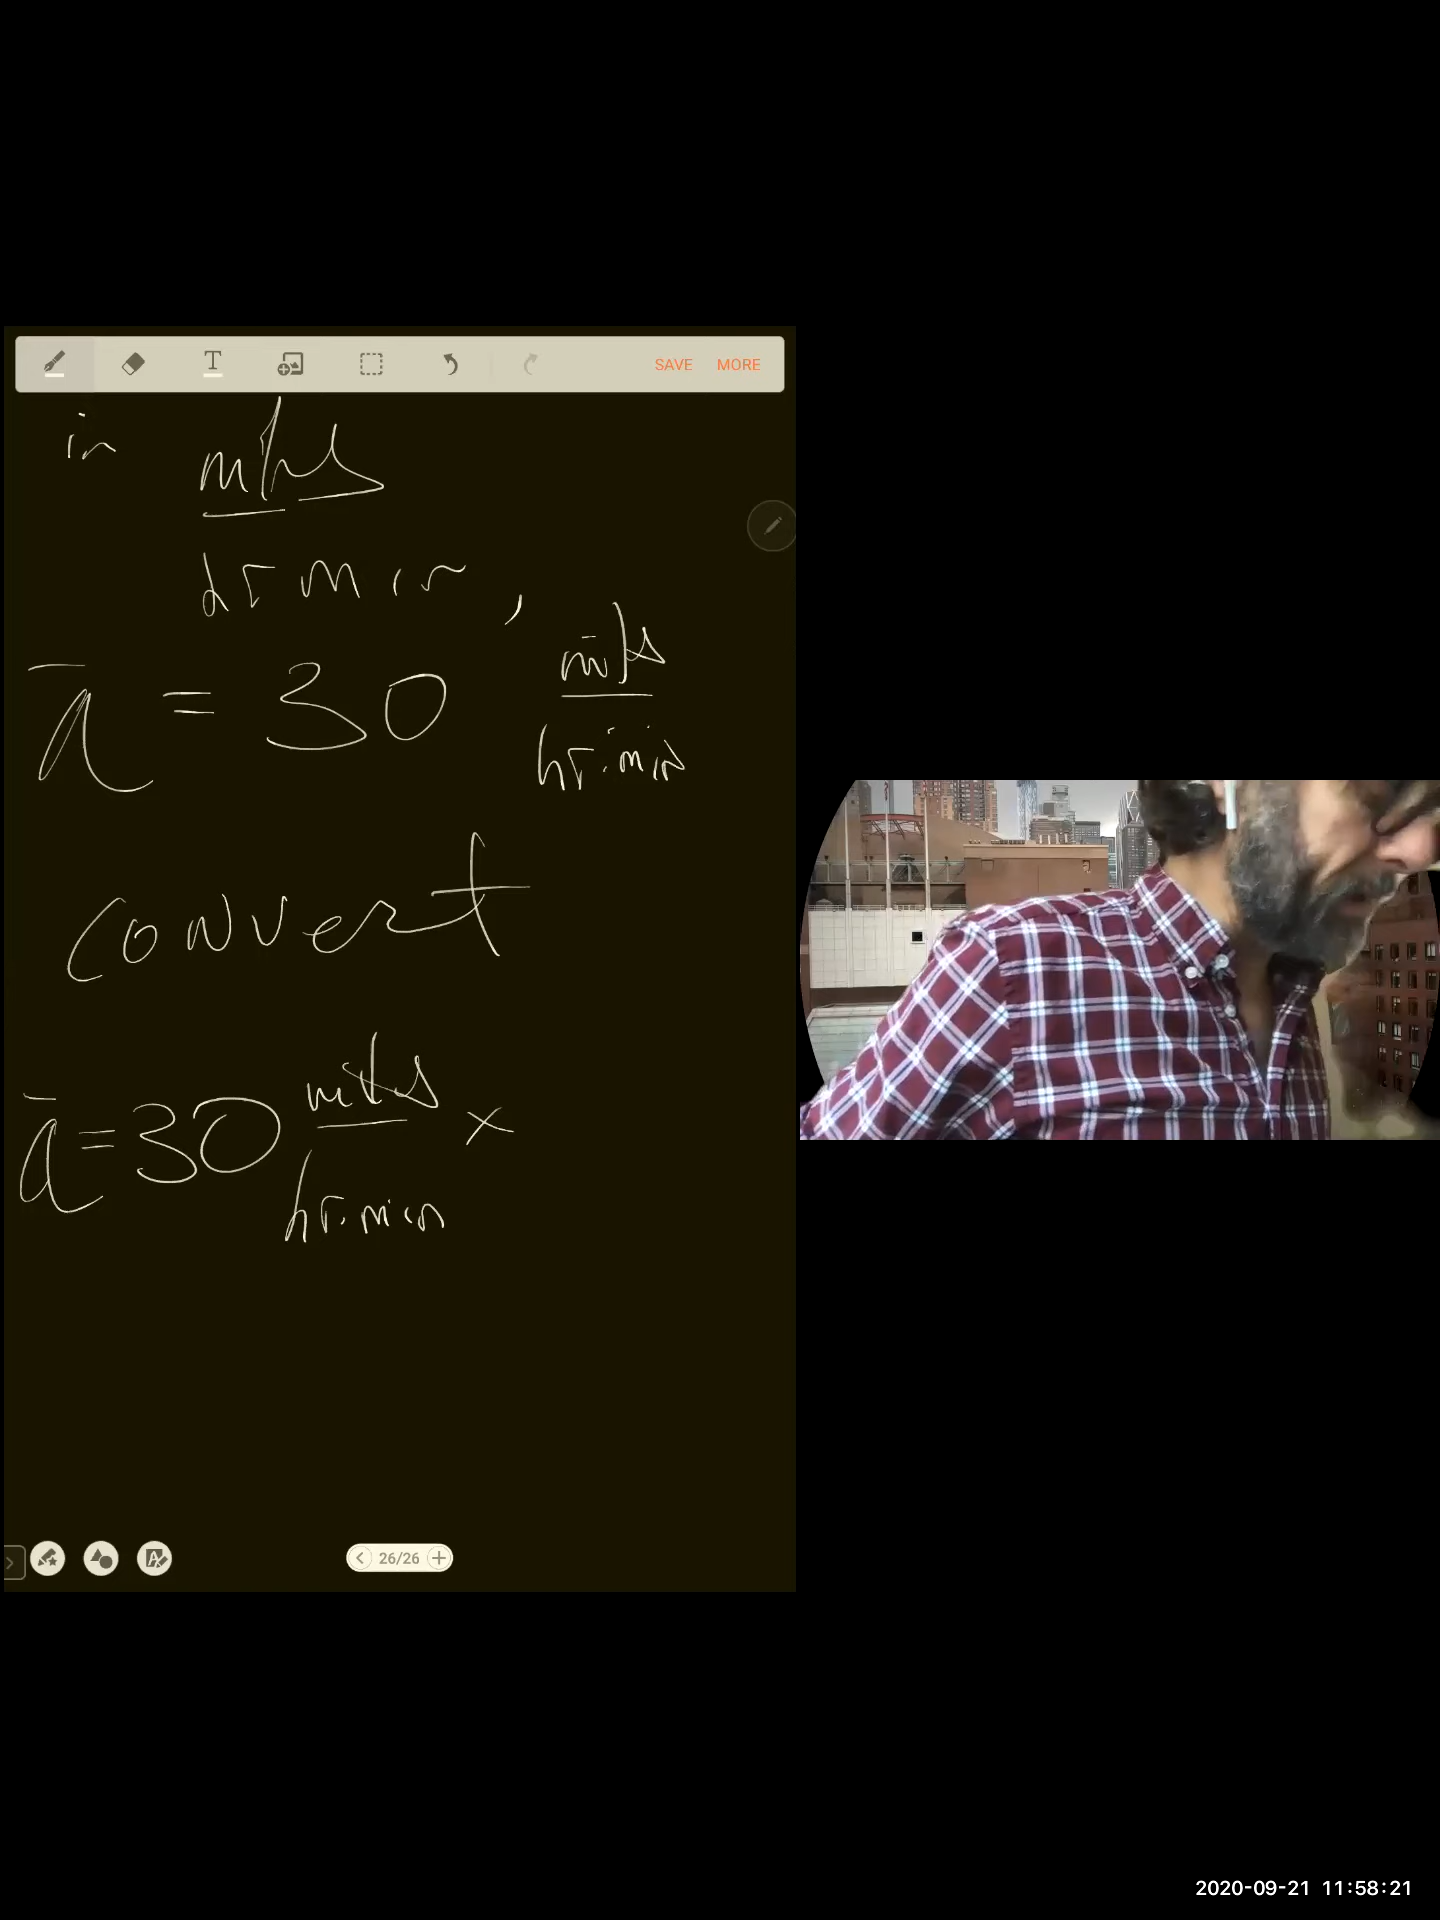 SAVE MORE
in miles
hr min,
a = 30 miles
hr·min
convert
a = 30 miles ×
hr·min
26/26
2020-09-21 11:58:21